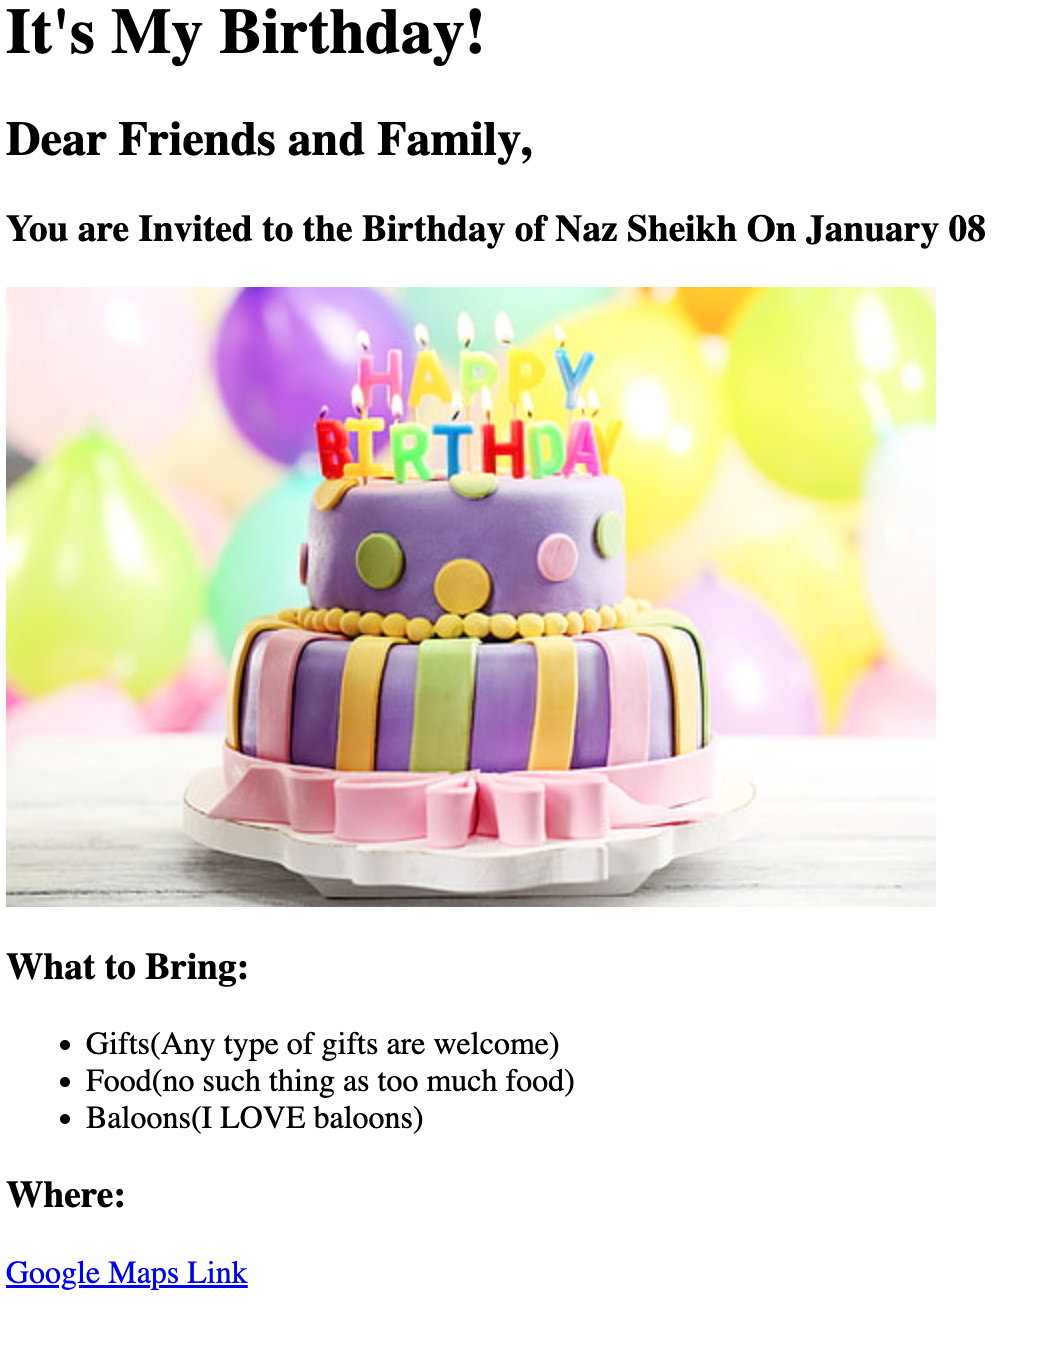 It's My Birthday!
Dear Friends and Family,
You are Invited to the Birthday of Naz Sheikh On January 08
HAPPY
BIRTHDAY
What to Bring:
Gifts(Any type of gifts are welcome)
Food(no such thing as too much food)
Baloons(I LOVE baloons)
Where:
Google Maps Link